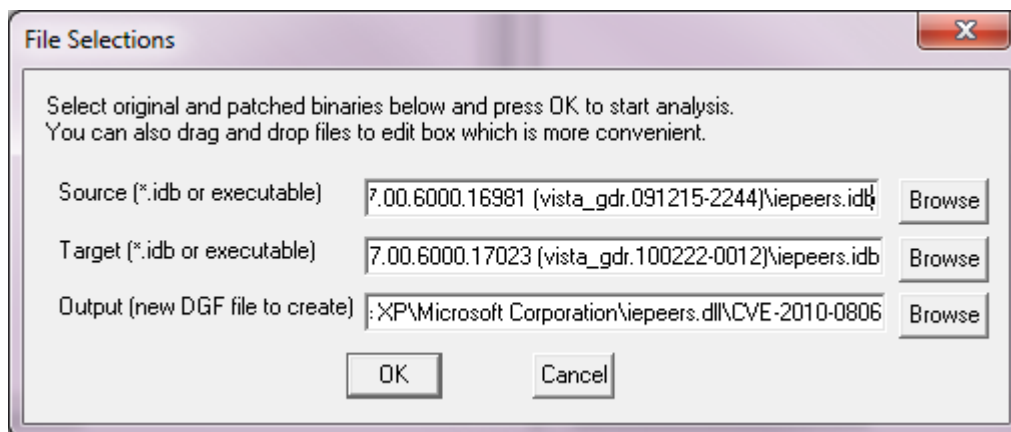 File Selections
Select original and patched binaries below and press OK to start analysis.
You can also drag and drop files to edit box which is more convenient.
Source (*.idb or executable) 7.00.6000.16981 (vista_gdr.091215-2244)\iepeers.idb Browse
Target (*.idb or executable) 7.00.6000.17023 (vista_gdr.100222-0012)\iepeers.idb Browse
Output (new DGF file to create) : XP\Microsoft Corporation\iepeers.dll\CVE-2010-0806 Browse
OK Cancel